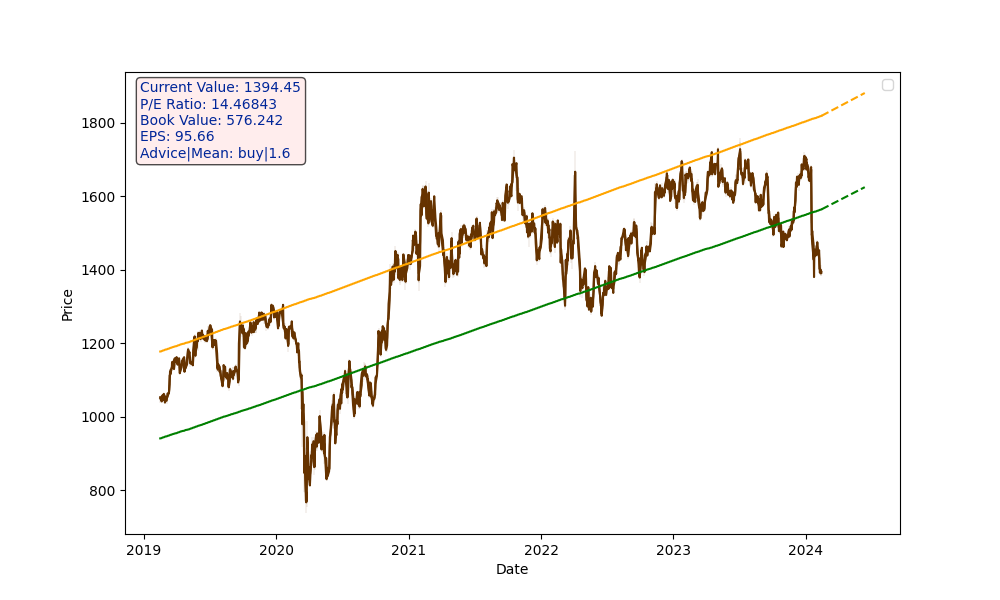 Current Value: 1394.45
P/E Ratio: 14.46843
Book Value: 576.242
EPS: 95.66
Advice|Mean: buy|1.6
1800
1600
1400
1200
1000
800
Price
2019 2020 2021 2022 2023 2024
Date